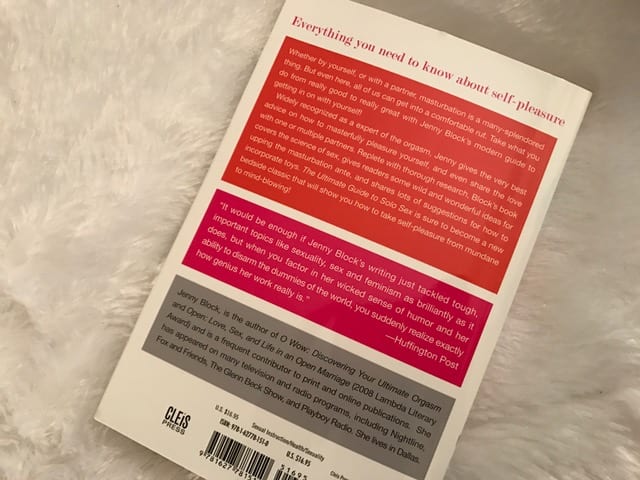 Everything you need to know about self-pleasure
Whether by yourself, or with a partner, masturbation is a many-splendored
thing. But even here, all of us can get into a comfortable rut. Take what you
do from really good to really great with Jenny Block's modern guide to
getting in on with yourself!
Widely recognized as a expert of the orgasm, Jenny gives the very best
advice on how to masterfully pleasure yourself, and even share the love
with one or multiple partners. Replete with thorough research, Block's book
covers the science of sex, gives readers some wild and wonderful ideas for
upping the masturbation ante, and shares lots of suggestions for how to
incorporate toys. The Ultimate Guide to Solo Sex is sure to become a new
bedside classic that will show you how to take self-pleasure from mundane
to mind-blowing!
"It would be enough if Jenny Block's writing just tackled tough,
important topics like sexuality, sex and feminism as brilliantly as it
does, but when you factor in her wicked sense of humor and her
ability to disarm the dummies of the world, you suddenly realize exactly
how genius her work really is."
—Huffington Post
Jenny Block, is the author of O Wow: Discovering Your Ultimate Orgasm
and Open: Love, Sex, and Life in an Open Marriage (2008 Lambda Literary
Award) and is a frequent contributor to print and online publications. She
has appeared on many television and radio programs, including Nightline,
Fox and Friends, The Glenn Beck Show, and Playboy Radio. She lives in Dallas.
CLEIS
PRESS
U.S. $16.95
Sexual Instruction/Health/Sexuality
ISBN: 978-1-62778-151-0
U.S. $16.95
51695